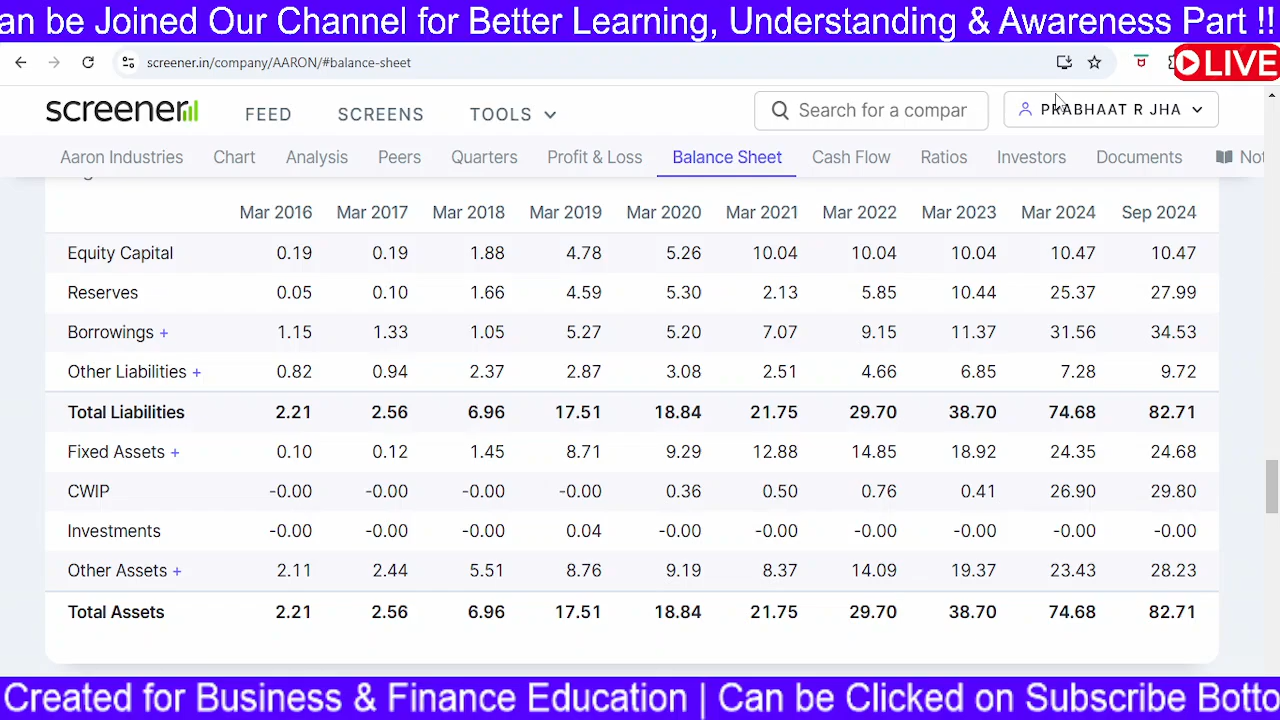 an be Joined Our Channel for Better Learning, Understanding & Awareness Part !!
screener.in/company/AARON/#balance-sheet
LIVE
screener FEED SCREENS TOOLS Search for a compar PRABHAAT R JHA
Aaron Industries Chart Analysis Peers Quarters Profit & Loss Balance Sheet Cash Flow Ratios Investors Documents Not
Mar 2016 Mar 2017 Mar 2018 Mar 2019 Mar 2020 Mar 2021 Mar 2022 Mar 2023 Mar 2024 Sep 2024
Equity Capital 0.19 0.19 1.88 4.78 5.26 10.04 10.04 10.04 10.47 10.47
Reserves 0.05 0.10 1.66 4.59 5.30 2.13 5.85 10.44 25.37 27.99
Borrowings + 1.15 1.33 1.05 5.27 5.20 7.07 9.15 11.37 31.56 34.53
Other Liabilities + 0.82 0.94 2.37 2.87 3.08 2.51 4.66 6.85 7.28 9.72
Total Liabilities 2.21 2.56 6.96 17.51 18.84 21.75 29.70 38.70 74.68 82.71
Fixed Assets + 0.10 0.12 1.45 8.71 9.29 12.88 14.85 18.92 24.35 24.68
CWIP -0.00 -0.00 -0.00 -0.00 0.36 0.50 0.76 0.41 26.90 29.80
Investments -0.00 -0.00 -0.00 0.04 -0.00 -0.00 -0.00 -0.00 -0.00 -0.00
Other Assets + 2.11 2.44 5.51 8.76 9.19 8.37 14.09 19.37 23.43 28.23
Total Assets 2.21 2.56 6.96 17.51 18.84 21.75 29.70 38.70 74.68 82.71
Created for Business & Finance Education | Can be Clicked on Subscribe Botto